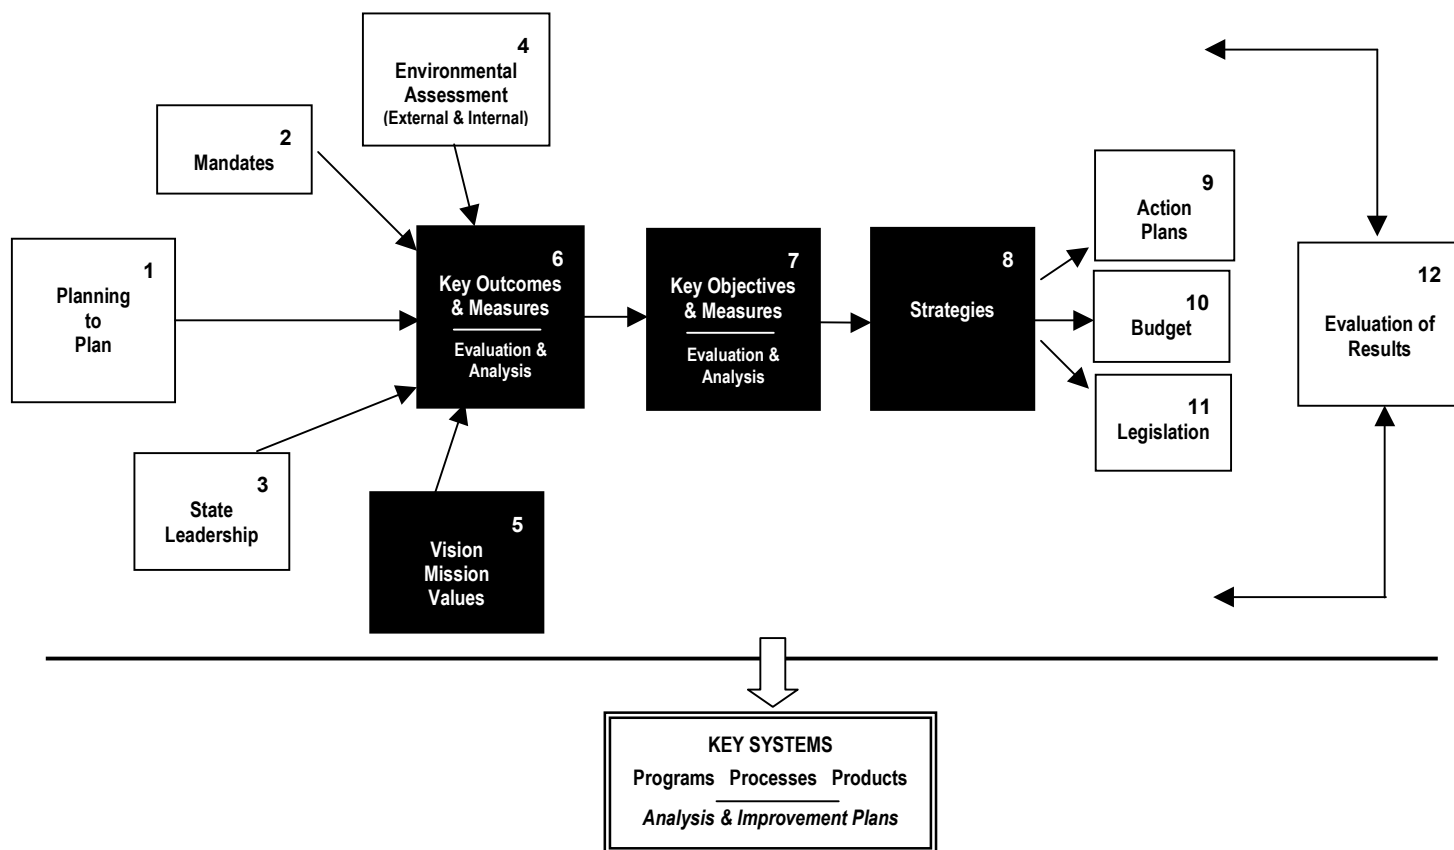 1
Planning
to
Plan
2
Mandates
3
State
Leadership
4
Environmental
Assessment
(External & Internal)
5
Vision
Mission
Values
6
Key Outcomes
& Measures
Evaluation &
Analysis
7
Key Objectives
& Measures
Evaluation &
Analysis
8
Strategies
9
Action
Plans
10
Budget
11
Legislation
12
Evaluation of
Results
KEY SYSTEMS
Programs Processes Products
Analysis & Improvement Plans